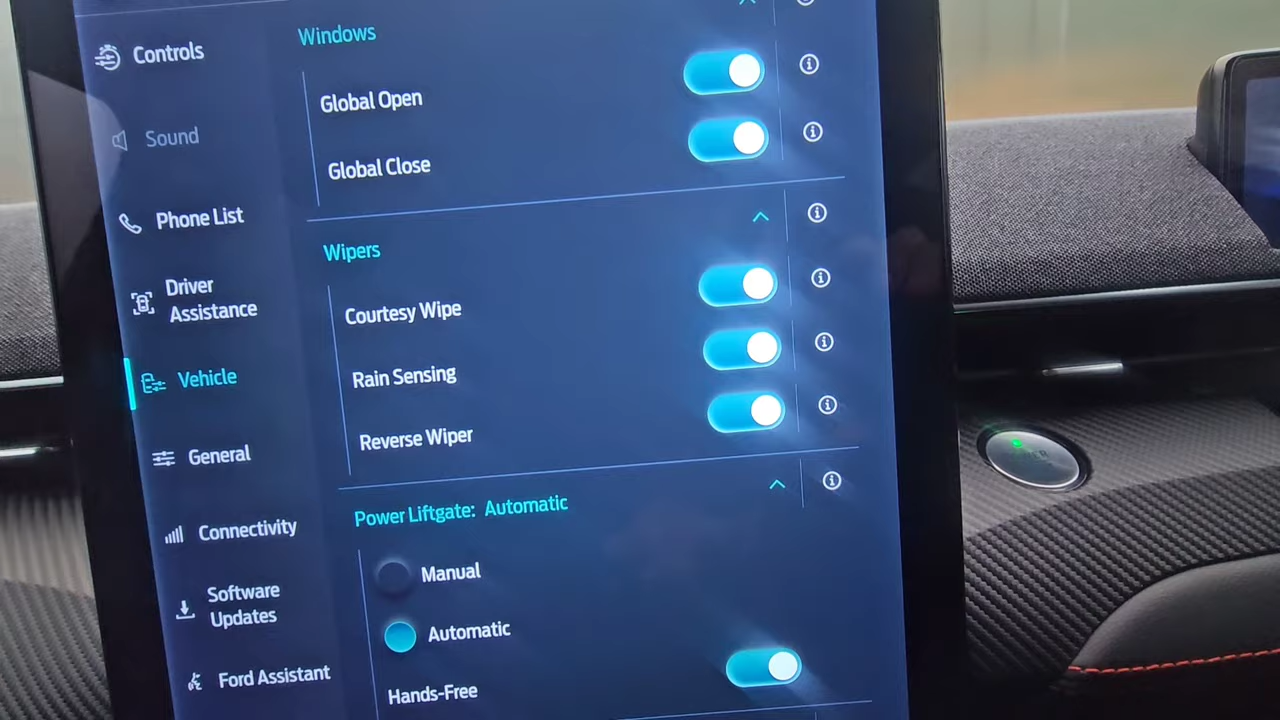 Controls
Sound
Phone List
Driver
Assistance
Vehicle
General
Connectivity
Software
Updates
Ford Assistant
Windows
Global Open
Global Close
Wipers
Courtesy Wipe
Rain Sensing
Reverse Wiper
Power Liftgate: Automatic
Manual
Automatic
Hands-Free